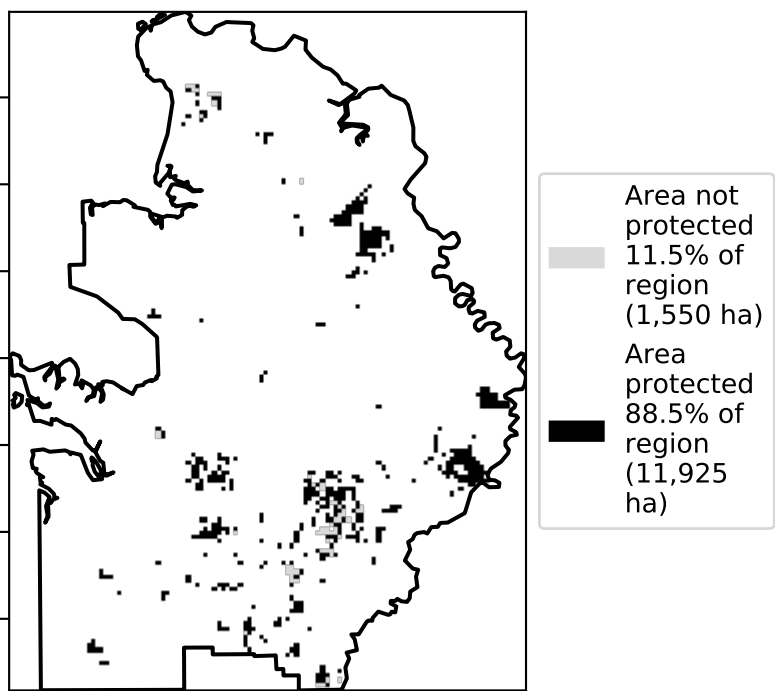 Area not
protected
11.5% of
region
(1,550 ha)
Area
protected
88.5% of
region
(11,925
ha)